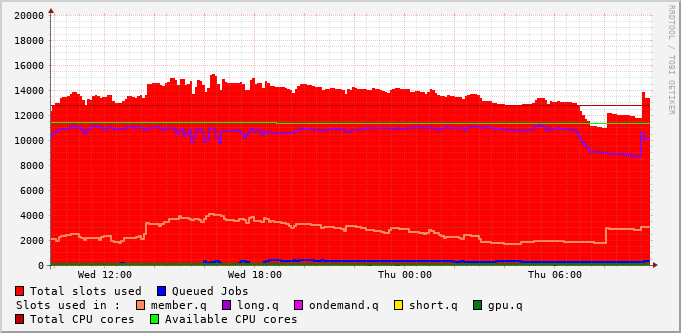 20000
18000
16000
14000
12000
10000
8000
6000
4000
2000
0
Wed 12:00 Wed 18:00 Thu 00:00 Thu 06:00
RRDTOOL / TOBI OETIKER
Total slots used Queued Jobs
Slots used in : member.q long.q ondemand.q short.q gpu.q
Total CPU cores Available CPU cores